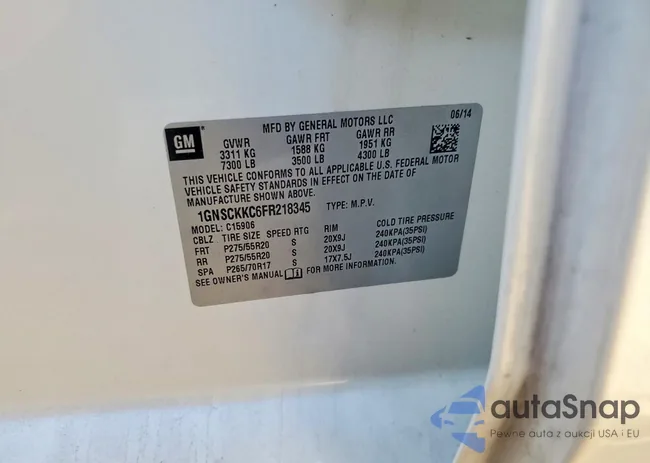 06/14
MFD BY GENERAL MOTORS LLC
GM
GVWR GAWR FRT GAWR RR
3311 KG 1588 KG 1951 KG
7300 LB 3500 LB 4300 LB
THIS VEHICLE CONFORMS TO ALL APPLICABLE U.S. FEDERAL MOTOR
VEHICLE SAFETY STANDARDS IN EFFECT ON THE DATE OF
MANUFACTURE SHOWN ABOVE.
1GNSCKKC6FR218345 TYPE: M.P.V.
MODEL: C15906
CBLZ TIRE SIZE SPEED RTG RIM COLD TIRE PRESSURE
FRT P275/55R20 S 20X9J 240KPA(35PSI)
RR P275/55R20 S 20X9J 240KPA(35PSI)
SPA P265/70R17 S 17X7.5J 240KPA(35PSI)
SEE OWNER'S MANUAL FOR MORE INFORMATION.
autaSnap
Pewne auta z aukcji USA i EU